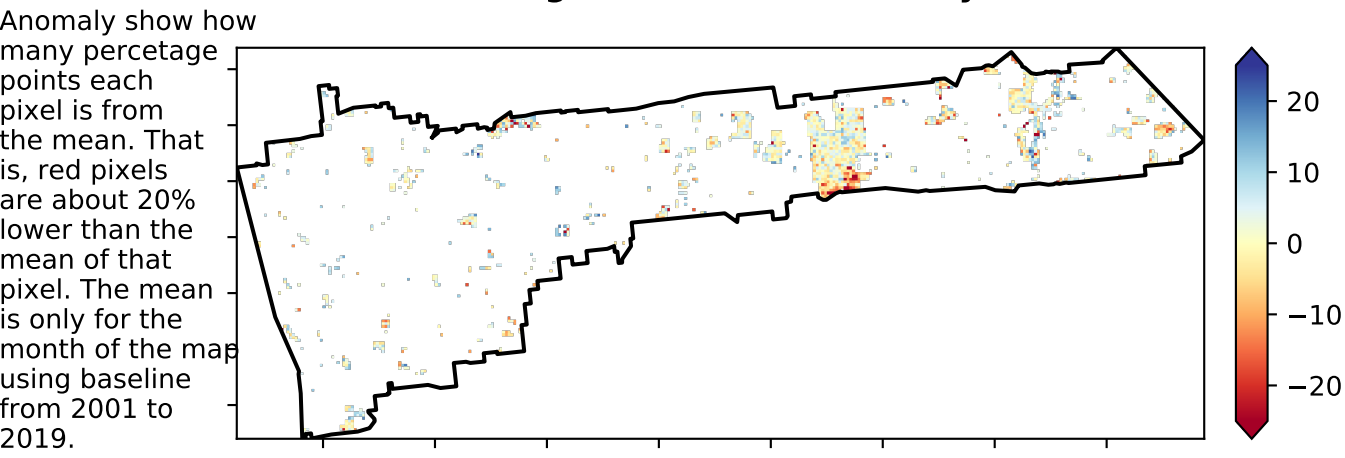 Anomaly show how
many percetage
points each
pixel is from
the mean. That
is, red pixels
are about 20%
lower than the
mean of that
pixel. The mean
is only for the
month of the map
using baseline
from 2001 to
2019.
20
10
0
−10
−20